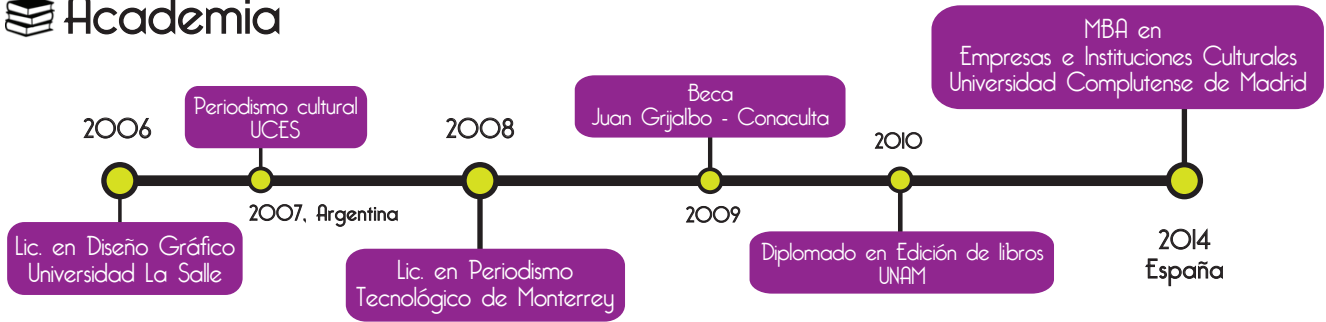 Academia
2006
Lic. en Diseño Gráfico
Universidad La Salle
Periodismo cultural
UCES
2007, Argentina
2008
Lic. en Periodismo
Tecnológico de Monterrey
Beca
Juan Grijalbo - Conaculta
2009
2010
Diplomado en Edición de libros
UNAM
MBA en
Empresas e Instituciones Culturales
Universidad Complutense de Madrid
2014
España